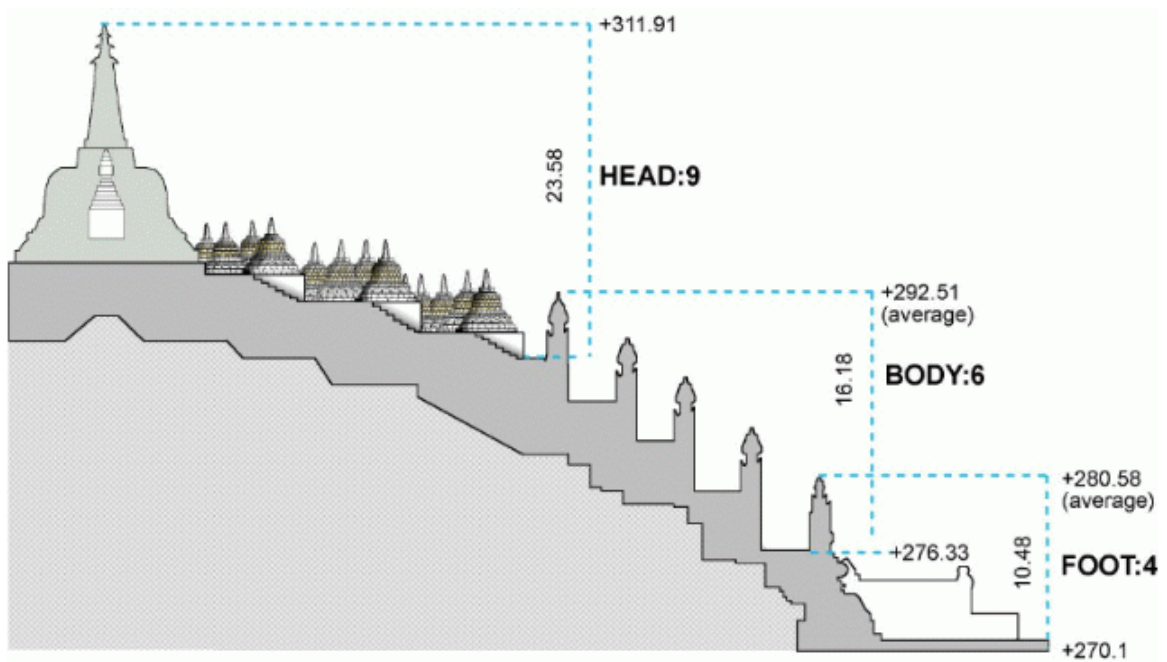 +311.91
23.58
HEAD:9
+292.51
(average)
16.18
BODY:6
+280.58
(average)
+276.33
10.48
FOOT:4
+270.1